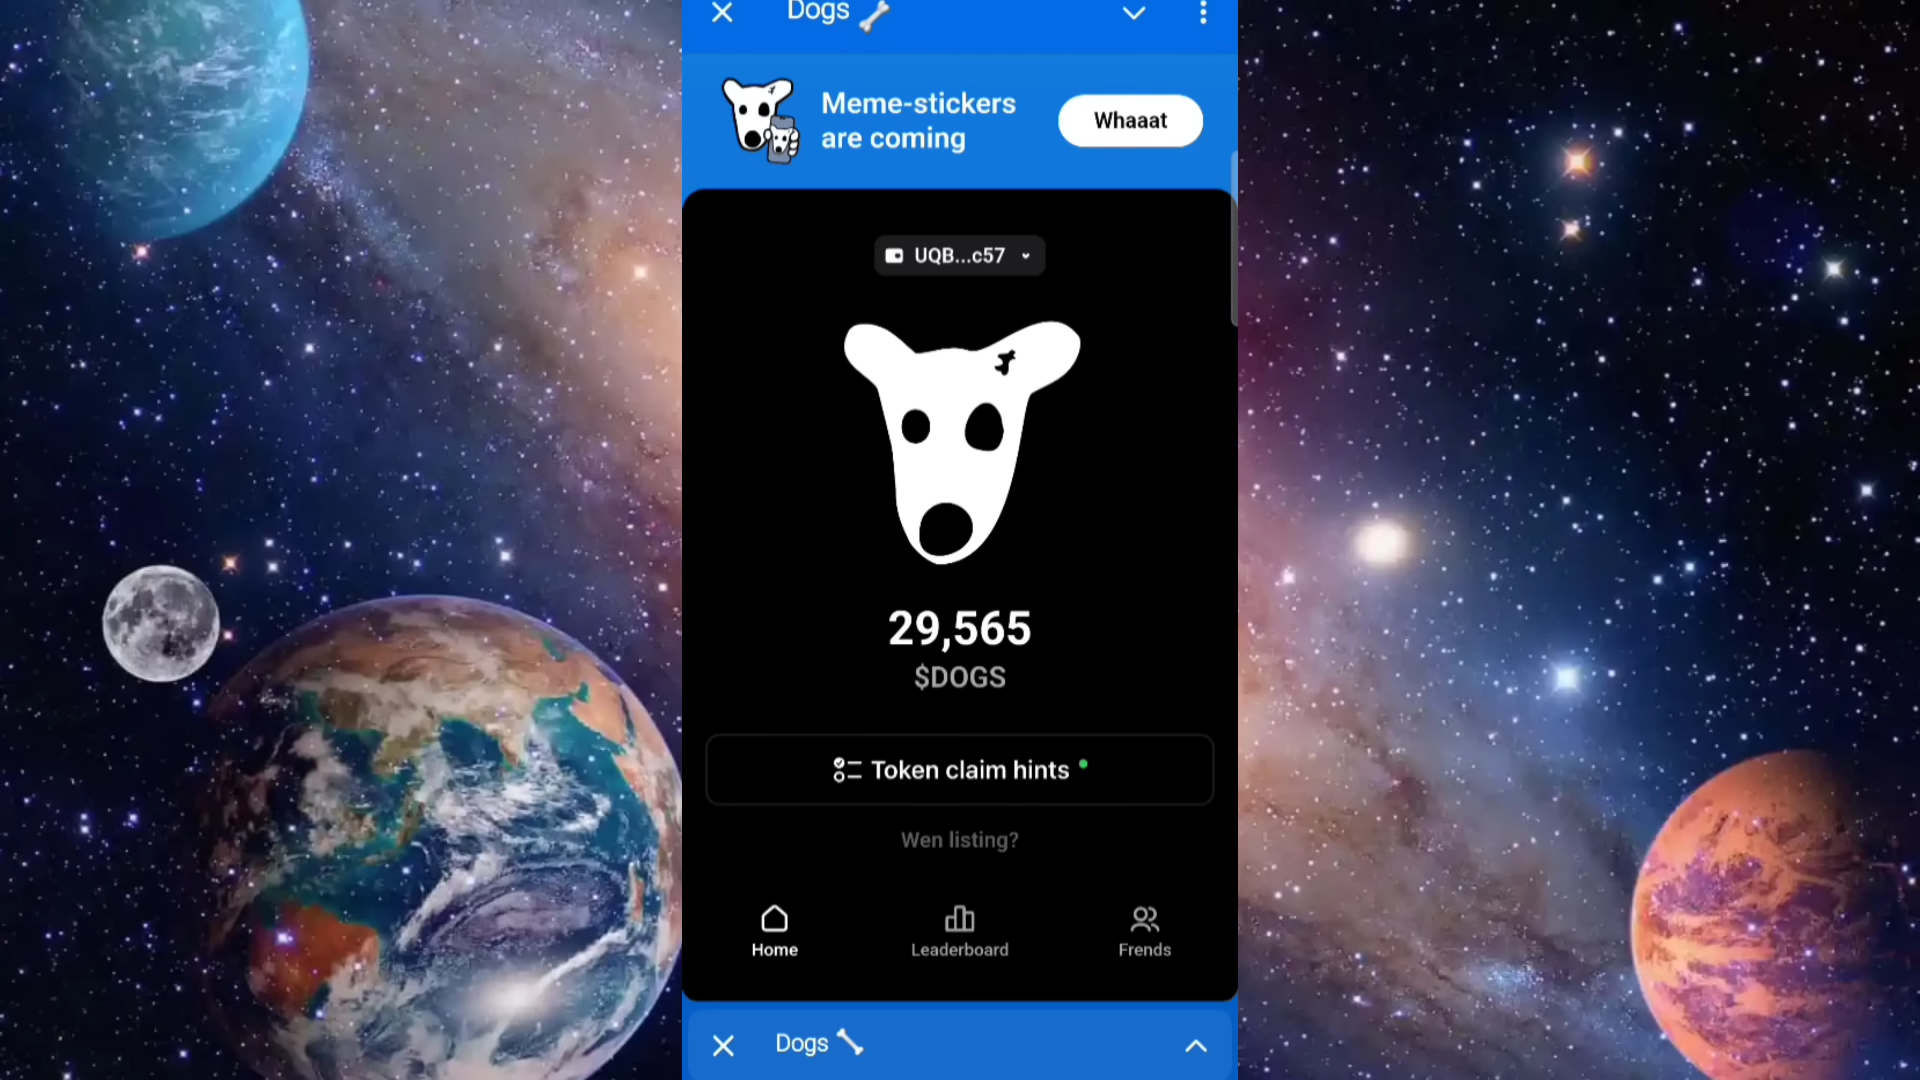 Dogs
Meme-stickers
are coming
Whaaat
UQB...c57
29,565
$DOGS
Token claim hints
Wen listing?
Home
Leaderboard
Frends
Dogs